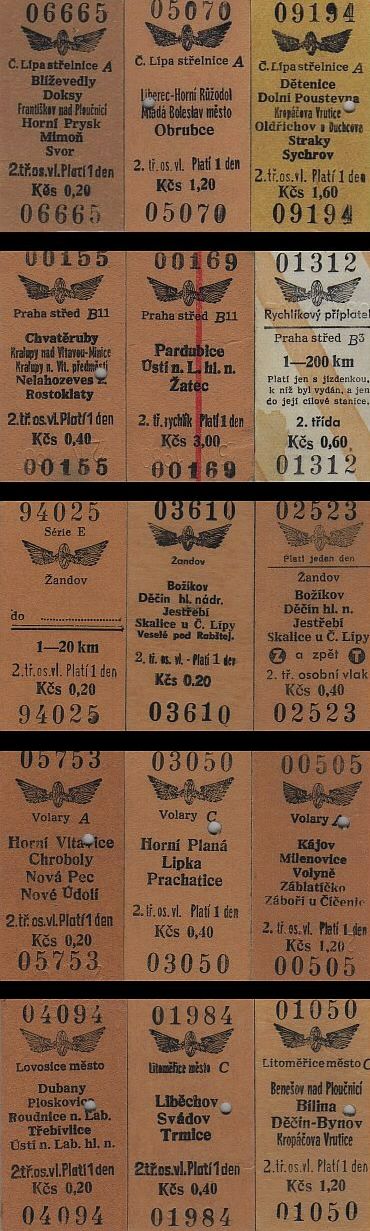 06665
Č. Lípa střelnice A
Blíževedly
Doksy
Františkov nad Ploučnicí
Horní Prysk
Mimoň
Svor
2.tř.os.vl.Platí 1 den
Kčs 0,20
06665
05070
Č. Lípa střelnice A
Liberec-Horní Růžodol
Mladá Boleslav město
Obrubce
2. tř. os. vl. Platí 1 den
Kčs 1,20
05070
09194
Č. Lípa střelnice A
Dětenice
Dolní Poustevna
Kropáčova Vrutice
Oldřichov u Duchcova
Straky
Sychrov
2.tř.os.vl. Platí 1 den
Kčs 1,60
09194
00155
Praha střed B11
Chvatěruby
Kralupy nad Vltavou-Minice
Kralupy n. Vlt. předměstí
Nelahozeves z.
Rostoklaty
2.tř.os.vl.Platí 1 den
Kčs 0,40
00155
00169
Praha střed B11
Pardubice
Ústí n. L. hl. n.
Žatec
2. tř. rychlík Platí 1 den
Kčs 3,00
00169
01312
Rychlíkový příplatek
Praha střed B3
1—200 km
Platí jen s jízdenkou,
k níž byl vydán, a jen
do její cílové stanice.
2. třída
Kčs 0,60
01312
94025
Série E
Žandov
do
1—20 km
2.tř.os.vl. Platí 1 den
Kčs 0,20
94025
03610
Žandov
Božíkov
Děčín hl. nádr.
Jestřebí
Skalice u Č. Lípy
Veselé pod Rabštej.
2. tř. os. vl. - Platí 1 den
Kčs 0.20
03610
02523
Platí jeden den
Žandov
Božíkov
Děčín hl. n.
Jestřebí
Skalice u Č. Lípy
Z a zpět T
2. tř. osobní vlak
Kčs 0,40
02523
05753
Volary A
Horní Vltavice
Chroboly
Nová Pec
Nové Údolí
2.tř.os.vl.Platí 1 den
Kčs 0,20
05753
03050
Volary C
Horní Planá
Lipka
Prachatice
2. tř. os. vl. Platí 1 den
Kčs 0,40
03050
00505
Volary A
Kájov
Milenovice
Volyně
Záblatíčko
Záboří u Číčenic
2. tř. os. vl. Platí 1 den
Kčs 1,20
00505
04094
Lovosice město
Dubany
Ploskovice
Roudnice n. Lab.
Třebívlice
Ústí n. Lab. hl. n.
2.tř.os.vl.Platí 1 den
Kčs 0,20
04094
01984
Litoměřice město C
Liběchov
Svádov
Trmice
2.tř.os.vl. Platí 1 den
Kčs 0,40
01984
01050
Litoměřice město C
Benešov nad Ploučnicí
Bílina
Děčín-Bynov
Kropáčova Vrutice
2. tř. os. vl. Platí 1 den
Kčs 1,20
01050